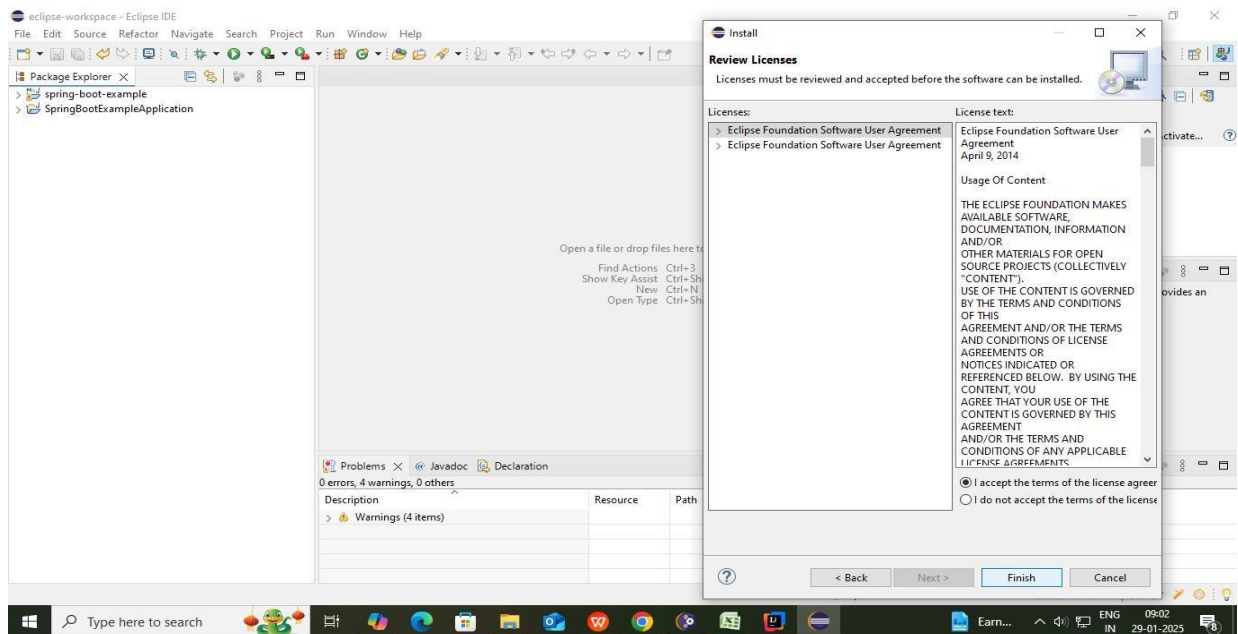 eclipse-workspace - Eclipse IDE
File Edit Source Refactor Navigate Search Project Run Window Help
Package Explorer
spring-boot-example
SpringBootExampleApplication
Open a file or drop files here to
Find Actions Ctrl+3
Show Key Assist Ctrl+Sh
New Ctrl+N
Open Type Ctrl+Sh
Problems @ Javadoc Declaration
0 errors, 4 warnings, 0 others
Description Resource Path
Warnings (4 items)
Install
Review Licenses
Licenses must be reviewed and accepted before the software can be installed.
Licenses:
Eclipse Foundation Software User Agreement
Eclipse Foundation Software User Agreement
License text:
Eclipse Foundation Software User
Agreement
April 9, 2014
Usage Of Content
THE ECLIPSE FOUNDATION MAKES
AVAILABLE SOFTWARE,
DOCUMENTATION, INFORMATION
AND/OR
OTHER MATERIALS FOR OPEN
SOURCE PROJECTS (COLLECTIVELY
"CONTENT").
USE OF THE CONTENT IS GOVERNED
BY THE TERMS AND CONDITIONS
OF THIS
AGREEMENT AND/OR THE TERMS
AND CONDITIONS OF LICENSE
AGREEMENTS OR
NOTICES INDICATED OR
REFERENCED BELOW. BY USING THE
CONTENT, YOU
AGREE THAT YOUR USE OF THE
CONTENT IS GOVERNED BY THIS
AGREEMENT
AND/OR THE TERMS AND
CONDITIONS OF ANY APPLICABLE
LICENSE AGREEMENTS
I accept the terms of the license agreer
I do not accept the terms of the license
< Back Next > Finish Cancel
ctivate...
ovides an
Type here to search
Earn...
ENG
IN
09:02
29-01-2025
8